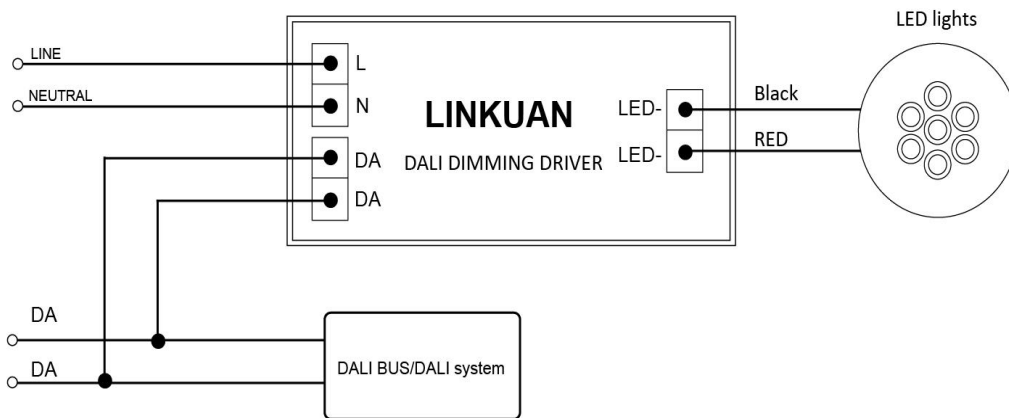 LED lights
LINE
L
NEUTRAL
N
LINKUAN
DALI DIMMING DRIVER
DA
DA
LED-
Black
LED-
RED
DA
DA
DALI BUS/DALI system